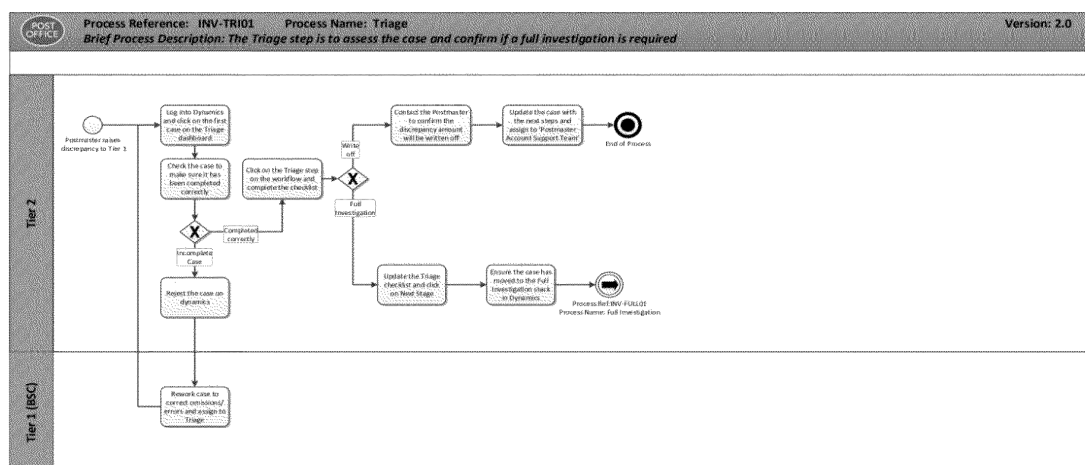 POST
OFFICE
Process Reference: INV-TRI01 Process Name: Triage
Version: 2.0
Brief Process Description: The Triage step is to assess the case and confirm if a full investigation is required
Tier 2
Postmaster raises
discrepancy to Tier 1
Log into Dynamics
and click on the first
case on the Triage
dashboard
Check the case to
make sure it has
been completed
correctly
X
Completed
correctly
Incomplete
Case
Reject the case on
dynamics
Click on the Triage step
on the workflow and
complete the checklist
X
Write
off
Full
Investigation
Contact the Postmaster
to confirm the
discrepancy amount
will be written off
Update the case with
the next steps and
assign to 'Postmaster
Account Support Team'
End of Process
Update the Triage
checklist and click
on Next Stage
Ensure the case has
moved to the Full
Investigation stack
in Dynamics
Process Ref:INV-FULL01
Process Name: Full Investigation
Tier 1 (BSC)
Rework case to
correct omissions/
errors and assign to
Triage